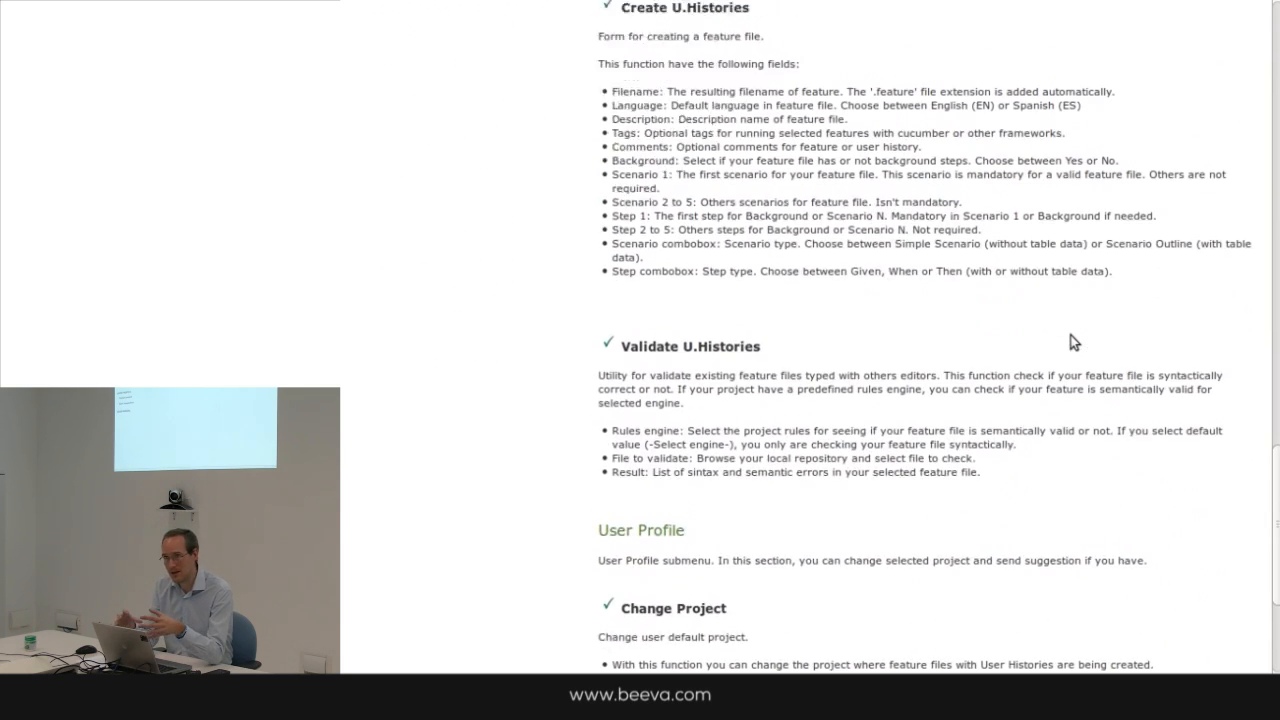 Create U.Histories
Form for creating a feature file.
This function have the following fields:
Filename: The resulting filename of feature. The '.feature' file extension is added automatically.
Language: Default language in feature file. Choose between English (EN) or Spanish (ES)
Description: Description name of feature file.
Tags: Optional tags for running selected features with cucumber or other frameworks.
Comments: Optional comments for feature or user history.
Background: Select if your feature file has or not background steps. Choose between Yes or No.
Scenario 1: The first scenario for your feature file. This scenario is mandatory for a valid feature file. Others are not
required.
Scenario 2 to 5: Others scenarios for feature file. Isn't mandatory.
Step 1: The first step for Background or Scenario N. Mandatory in Scenario 1 or Background if needed.
Step 2 to 5: Others steps for Background or Scenario N. Not required.
Scenario combobox: Scenario type. Choose between Simple Scenario (without table data) or Scenario Outline (with table
data).
Step combobox: Step type. Choose between Given, When or Then (with or without table data).
Validate U.Histories
Utility for validate existing feature files typed with others editors. This function check if your feature file is syntactically
correct or not. If your project have a predefined rules engine, you can check if your feature is semantically valid for
selected engine.
Rules engine: Select the project rules for seeing if your feature file is semantically valid or not. If you select default
value (-Select engine-), you only are checking your feature file syntactically.
File to validate: Browse your local repository and select file to check.
Result: List of sintax and semantic errors in your selected feature file.
User Profile
User Profile submenu. In this section, you can change selected project and send suggestion if you have.
Change Project
Change user default project.
With this function you can change the project where feature files with User Histories are being created.
www.beeva.com